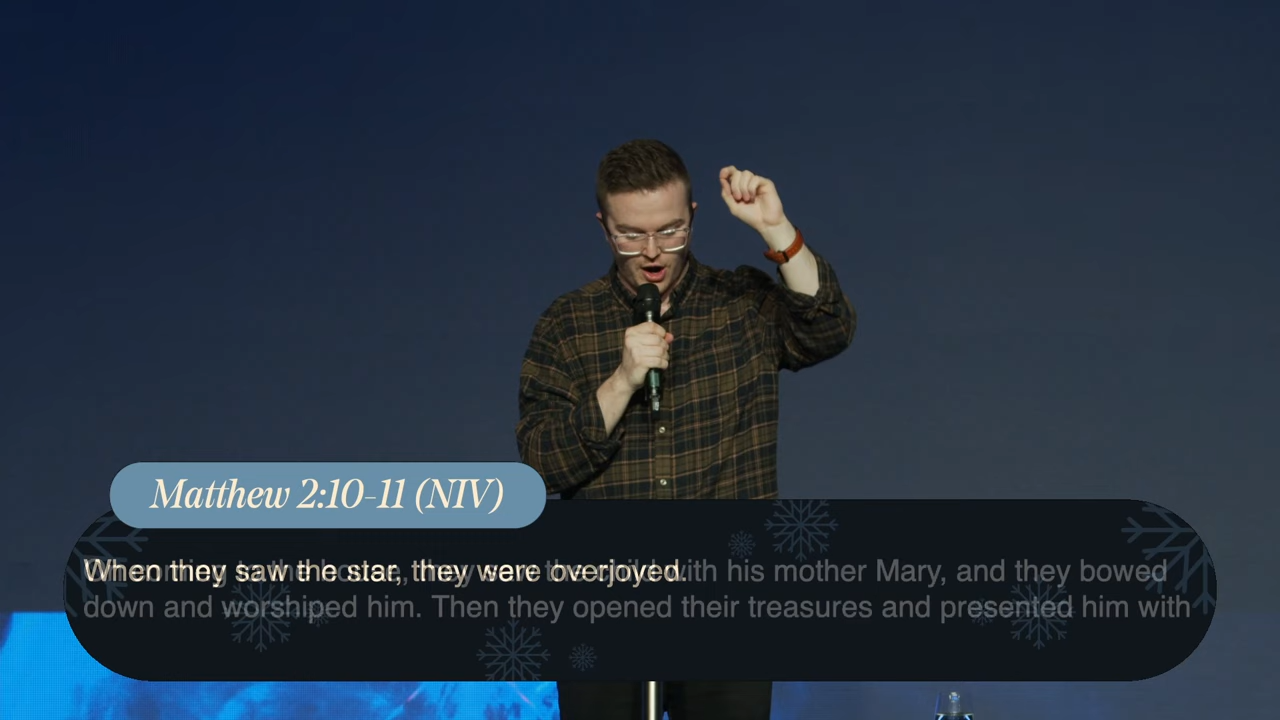 Matthew 2:10-11 (NIV)
When they saw the star, they were overjoyed.
with his mother Mary, and they bowed
down and worshiped him. Then they opened their treasures and presented him with